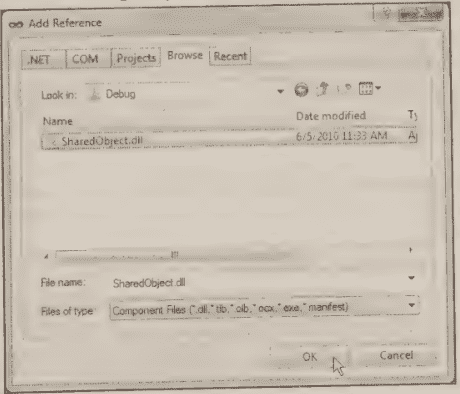 Add Reference
.NET COM Projects Browse Recent
Look in: Debug
Name Date modified Ty
SharedObject.dll 6/5/2010 11:33 AM A
File name: SharedObject.dll
Files of type: Component Files (*.dll,*.tlb,*.olb,*.ocx,*.exe,*.manifest)
OK Cancel